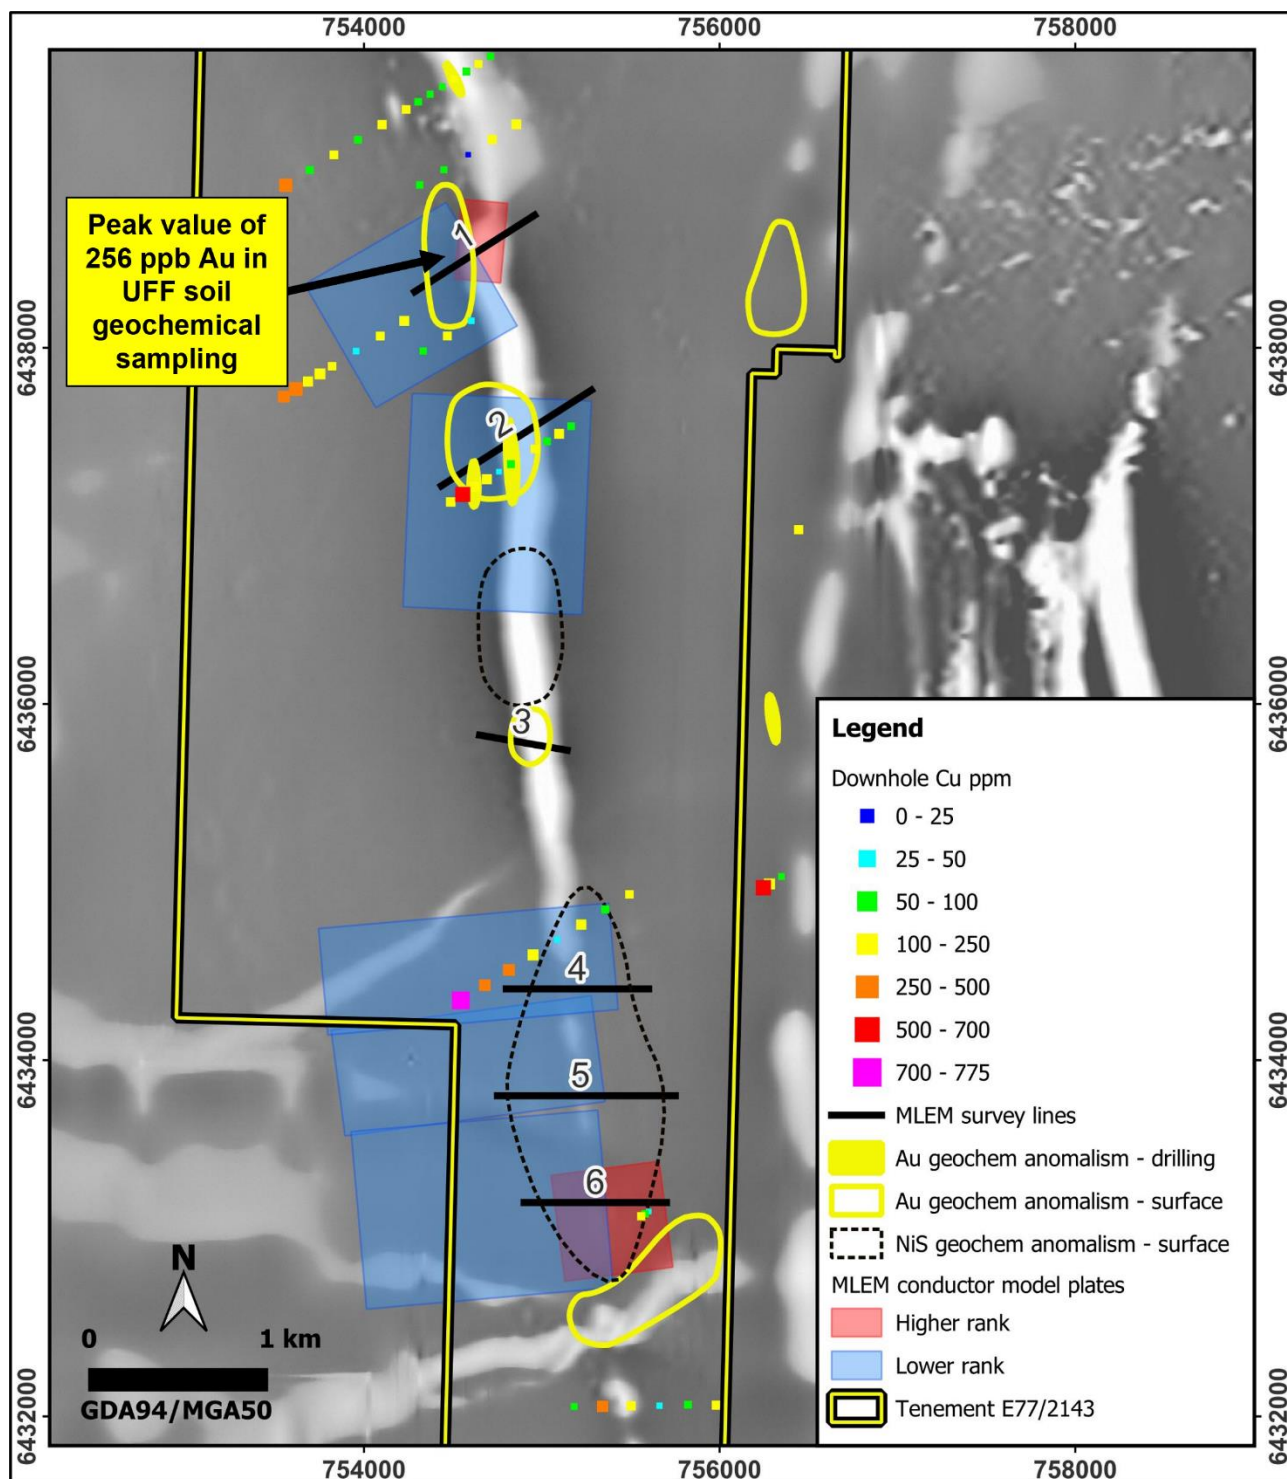 754000
756000
758000
Peak value of
256 ppb Au in
UFF soil
geochemical
sampling
1
6438000
6438000
2
6436000
6436000
3
Legend
Downhole Cu ppm
0 - 25
25 - 50
50 - 100
100 - 250
250 - 500
500 - 700
700 - 775
MLEM survey lines
Au geochem anomalism - drilling
Au geochem anomalism - surface
NiS geochem anomalism - surface
MLEM conductor model plates
Higher rank
Lower rank
Tenement E77/2143
4
6434000
6434000
5
6
N
0 1 km
GDA94/MGA50
6432000
6432000
754000
756000
758000